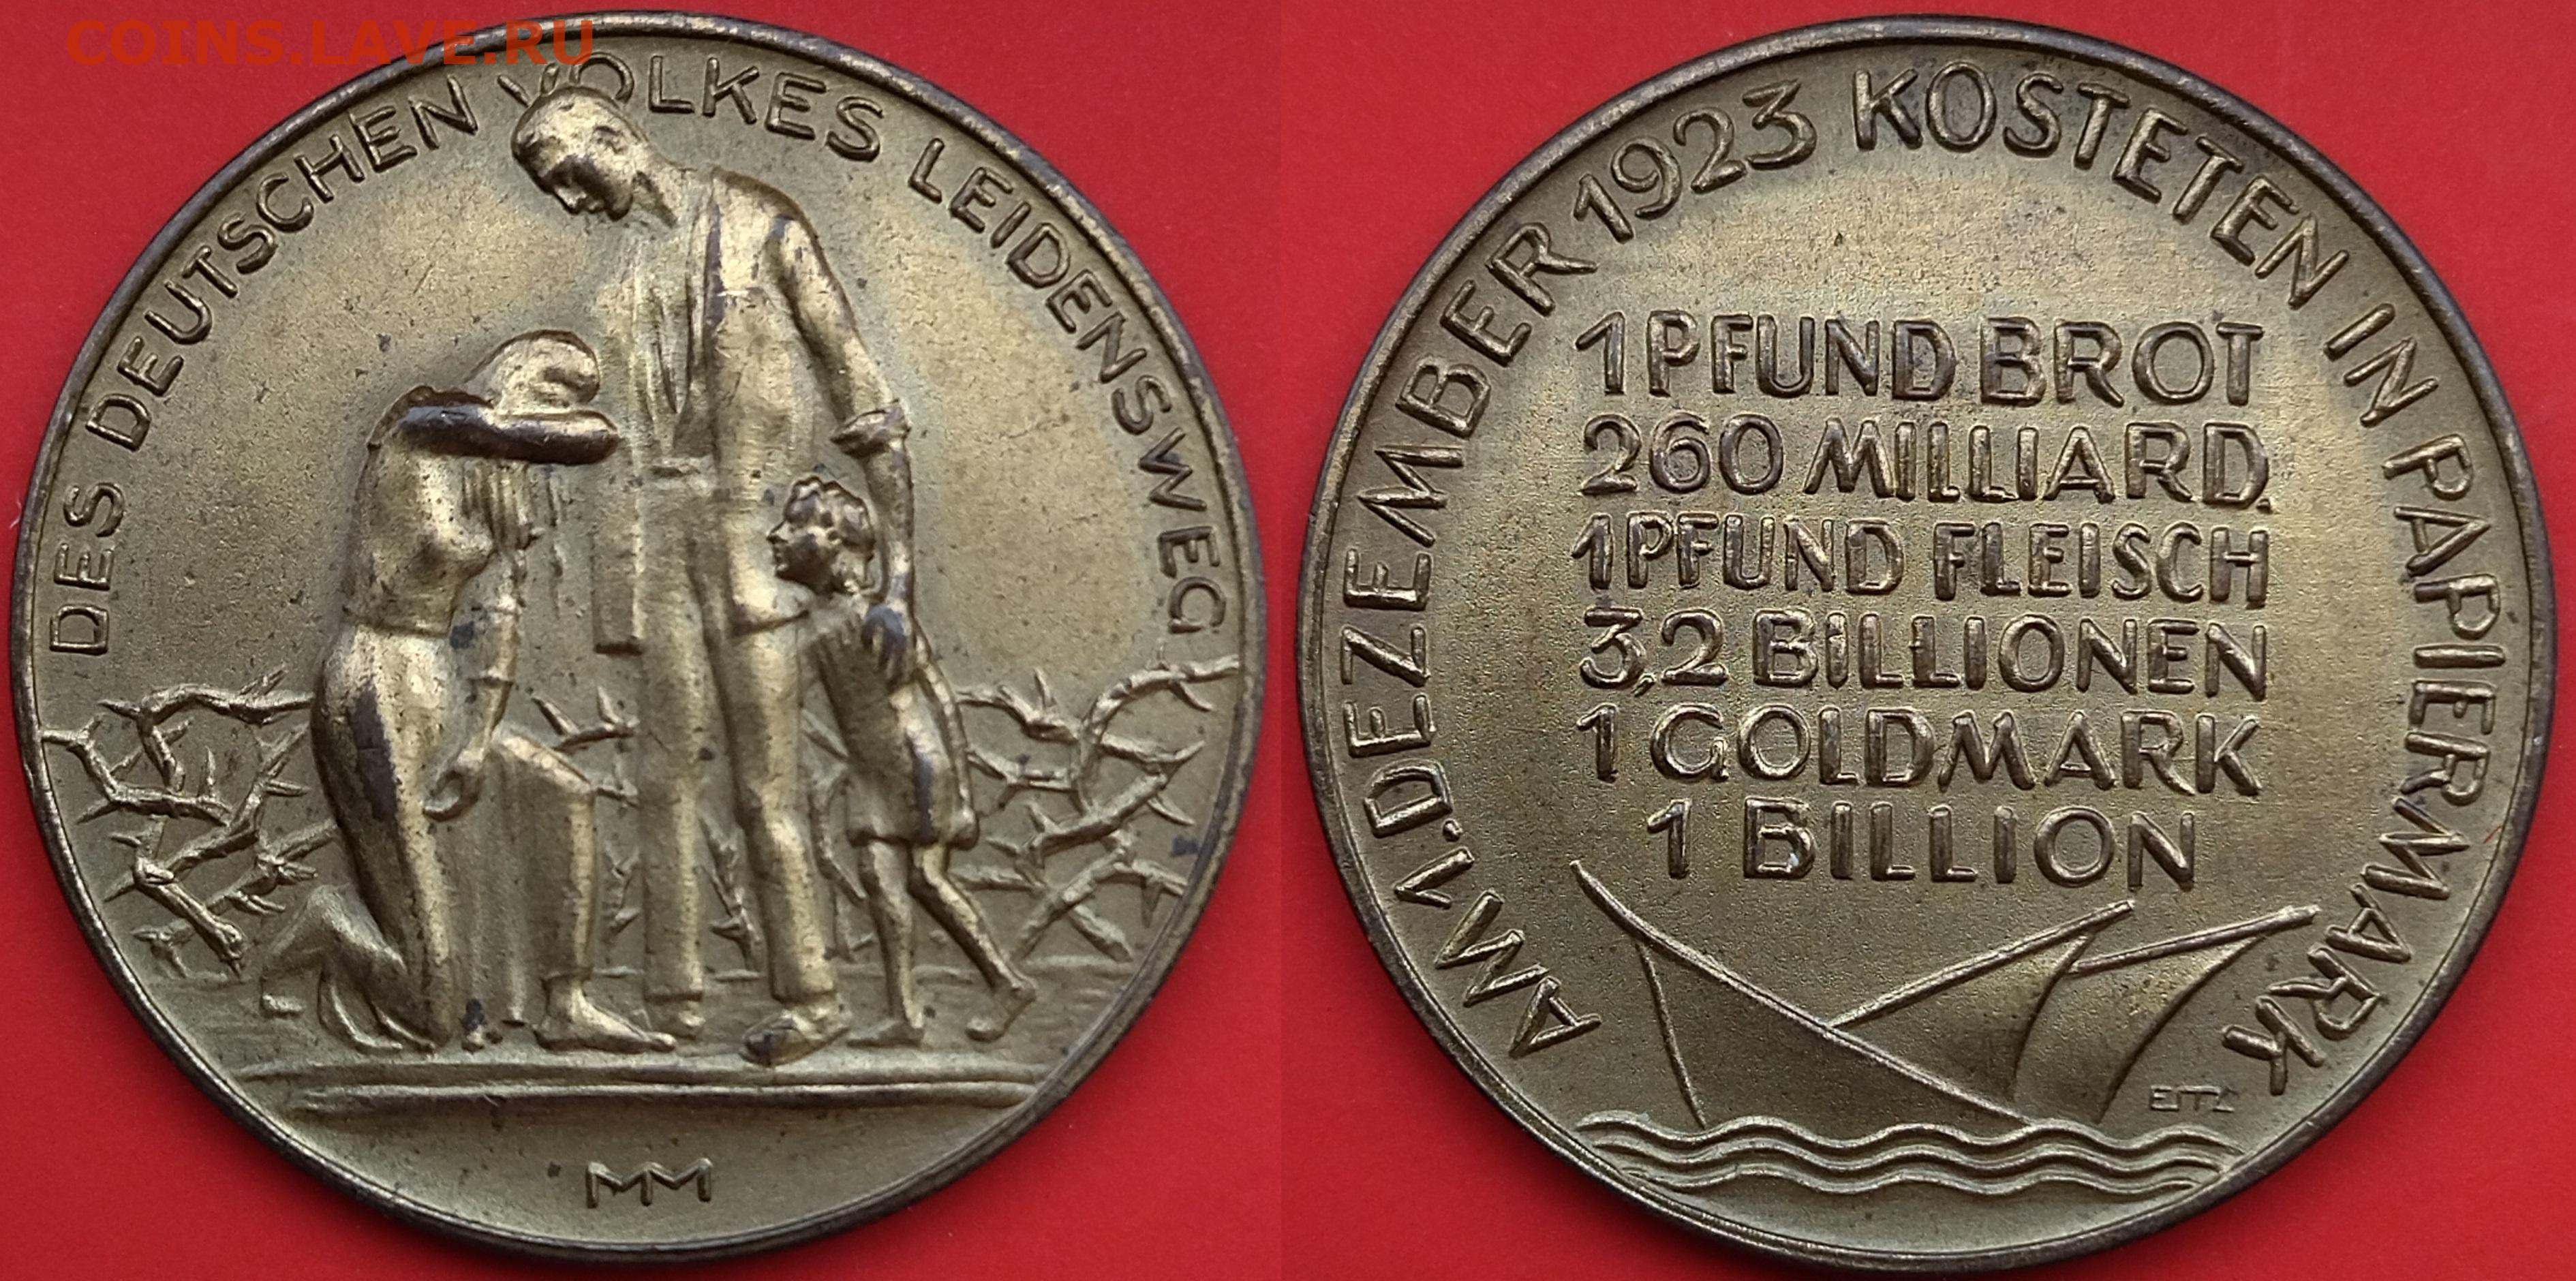 COINS.LAVE.RU
DES DEUTSCHEN VOLKES LEIDENSWEG
MM
AM 1. DEZEMBER 1923 KOSTETEN IN PAPIERMARK
1 PFUND BROT
260 MILLIARD.
1 PFUND FLEISCH
3,2 BILLIONEN
1 GOLDMARK
1 BILLION